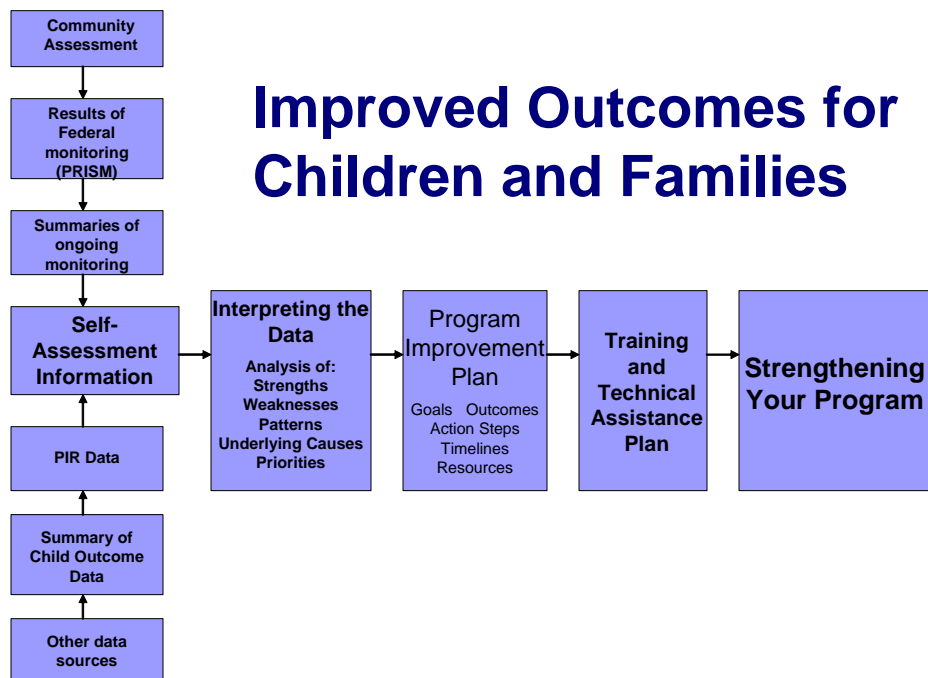 Improved Outcomes for
Children and Families
Community
Assessment
Results of
Federal
monitoring
(PRISM)
Summaries of
ongoing
monitoring
Self-
Assessment
Information
PIR Data
Summary of
Child Outcome
Data
Other data
sources
Interpreting the
Data
Analysis of:
Strengths
Weaknesses
Patterns
Underlying Causes
Priorities
Program
Improvement
Plan
Goals Outcomes
Action Steps
Timelines
Resources
Training
and
Technical
Assistance
Plan
Strengthening
Your Program